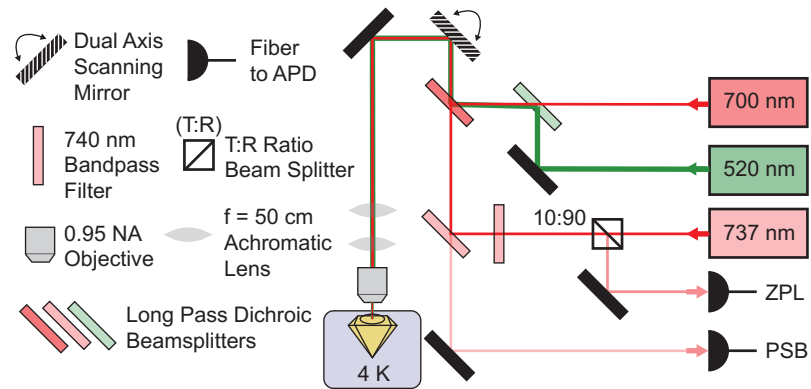 Dual Axis
Scanning
Mirror
Fiber
to APD
740 nm
Bandpass
Filter
(T:R)
T:R Ratio
Beam Splitter
0.95 NA
Objective
f = 50 cm
Achromatic
Lens
Long Pass Dichroic
Beamsplitters
4 K
700 nm
520 nm
10:90
737 nm
ZPL
PSB